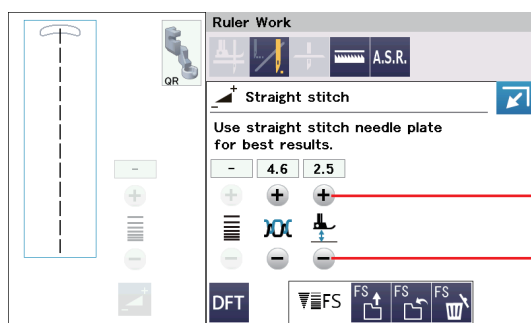 Ruler Work
QR
A.S.R.
Straight stitch
Use straight stitch needle plate
for best results.
-
- 4.6 2.5
DFT
FS
FS FS FS